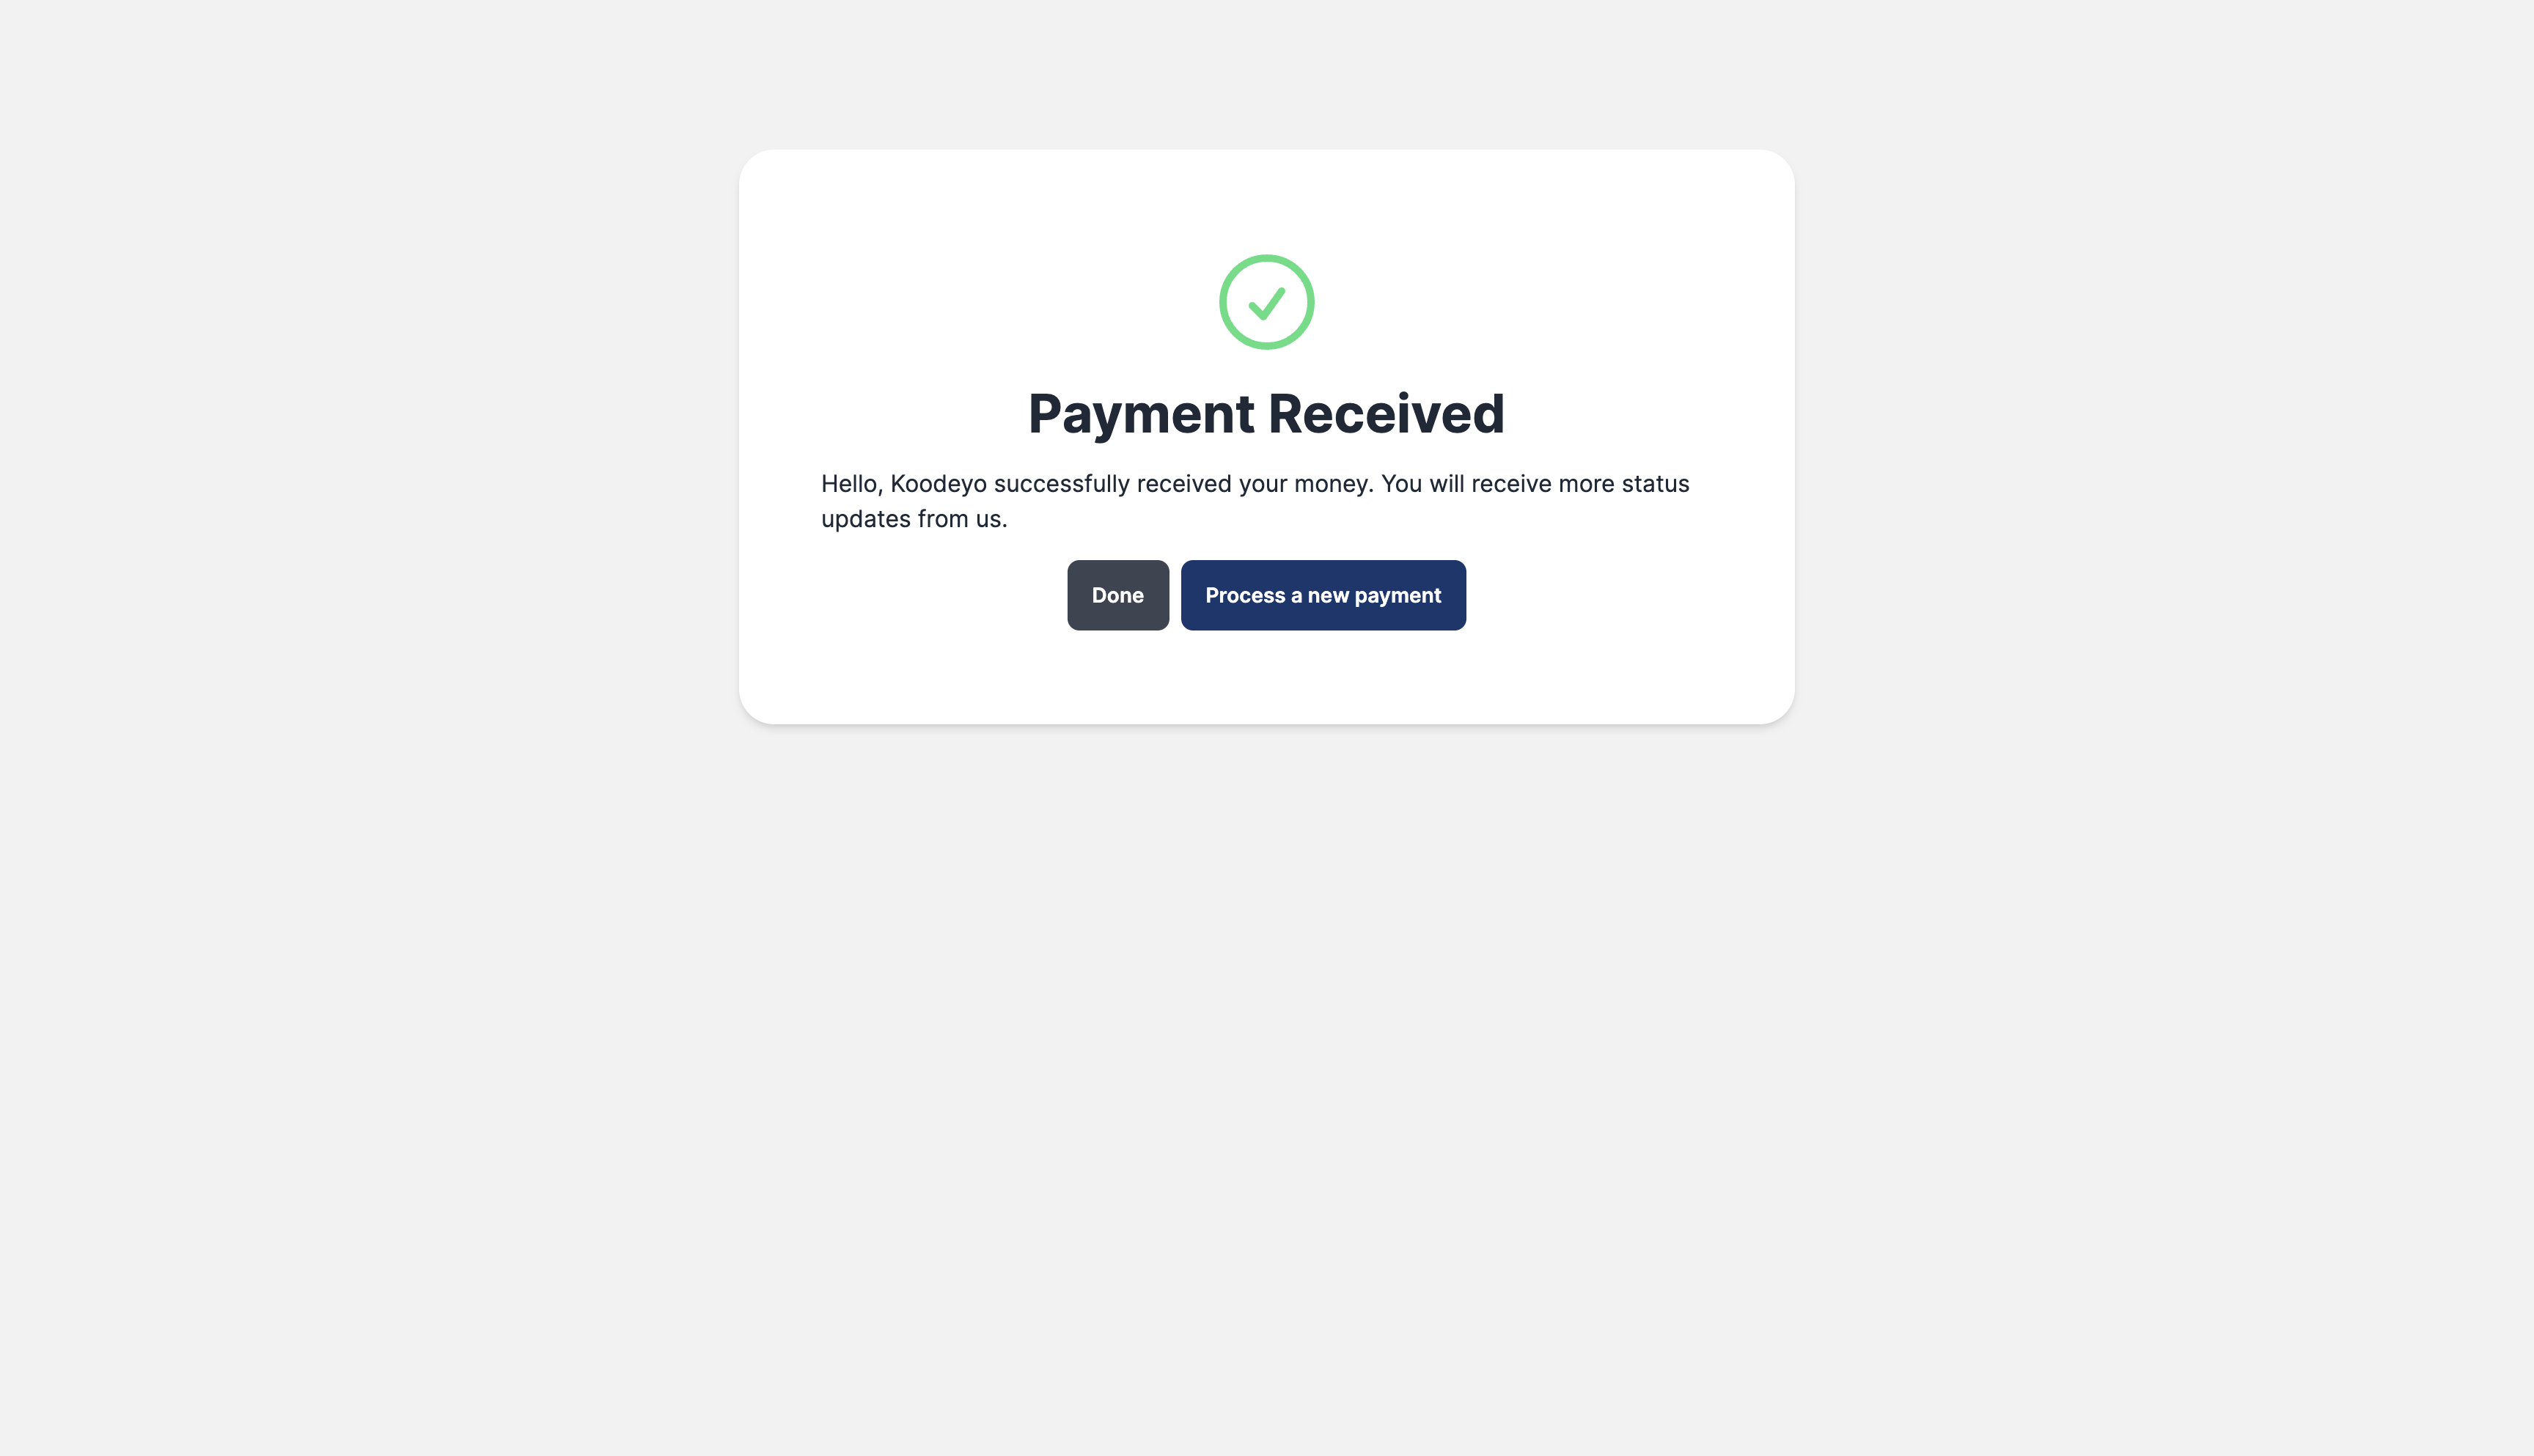 Payment Received
Hello, Koodeyo successfully received your money. You will receive more status
updates from us.
Done
Process a new payment